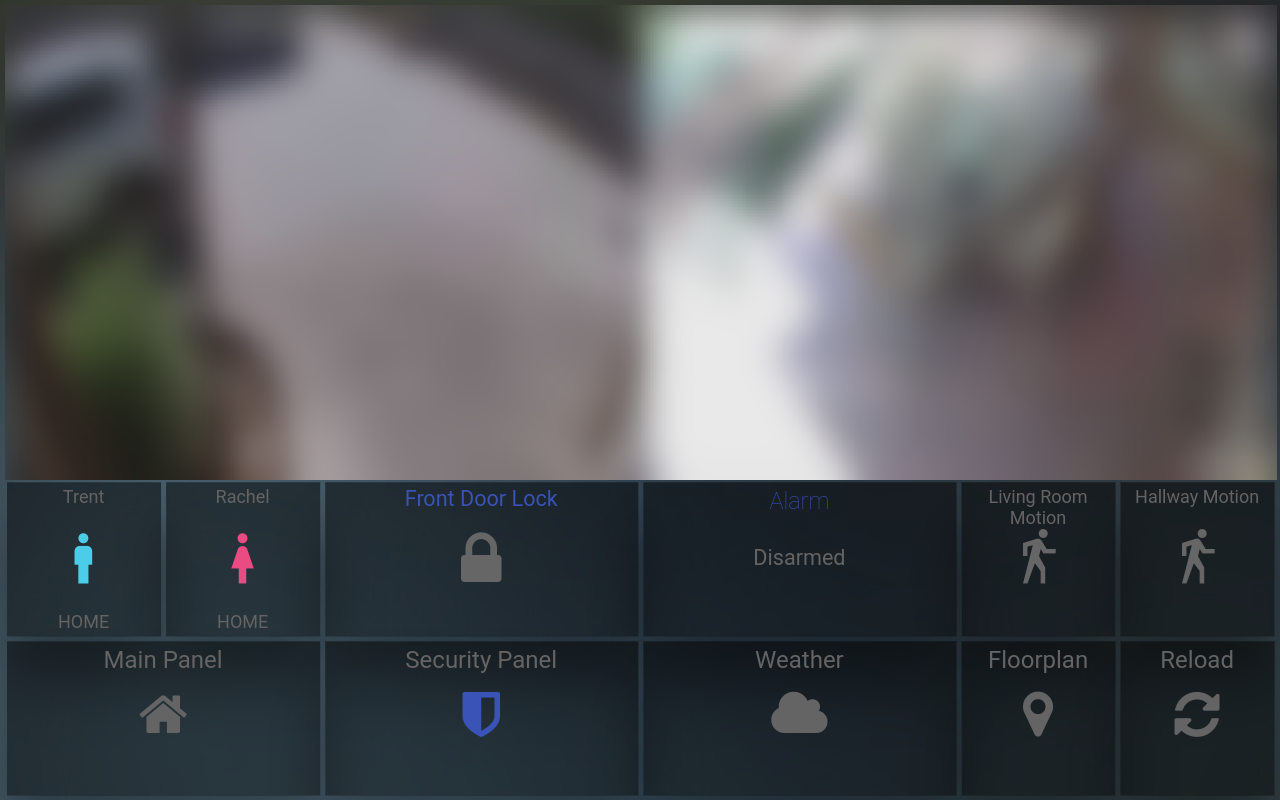 Trent
Rachel
Front Door Lock
Alarm
Living Room
Motion
Hallway Motion
Disarmed
HOME
HOME
Main Panel
Security Panel
Weather
Floorplan
Reload